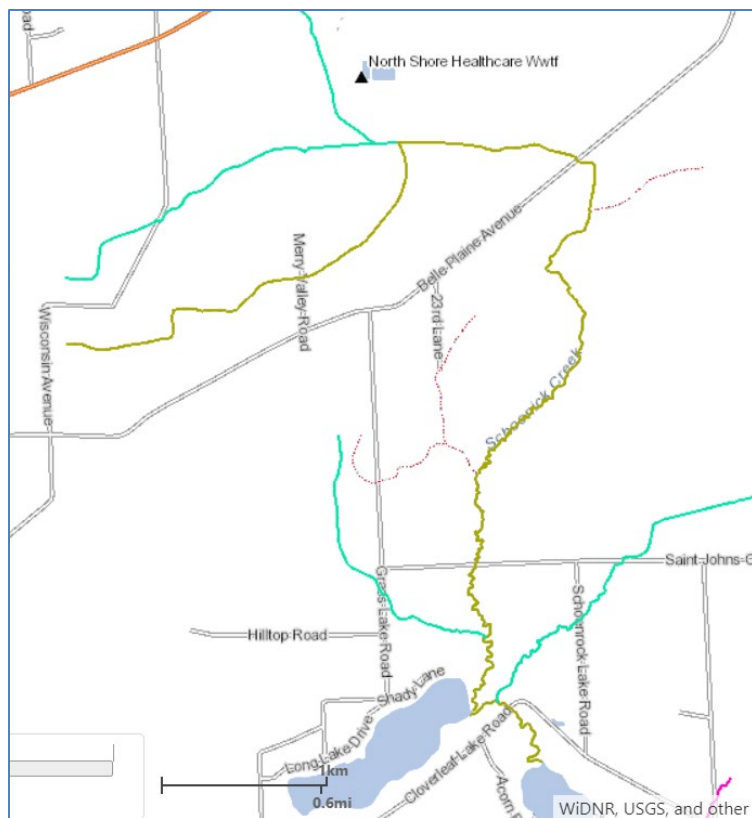 North Shore Healthcare Wwtf
Belle Plaine Avenue
Merry Valley Road
23rd Lane
Wisconsin Avenue
Schoenick Creek
Saint Johns
Grass Lake Road
Schoenrock Lake Road
Hilltop Road
Shady Lane
Long Lake Drive
Cloverleaf Lake Road
Acorn
1km
0.6mi
WiDNR, USGS, and other